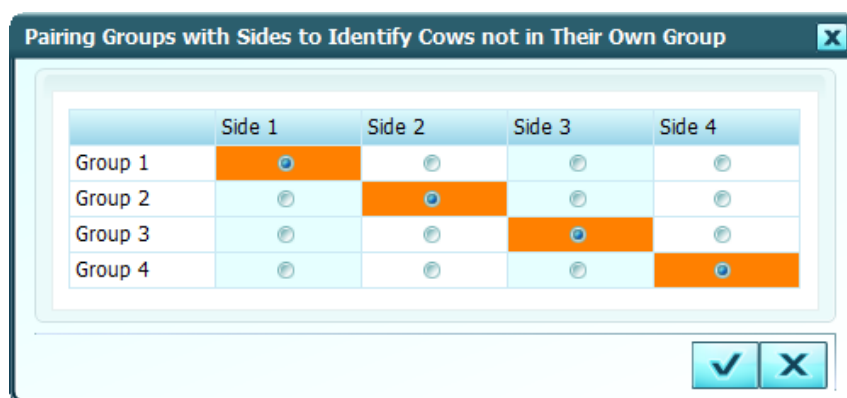 Pairing Groups with Sides to Identify Cows not in Their Own Group
Side 1 Side 2 Side 3 Side 4
Group 1
Group 2
Group 3
Group 4